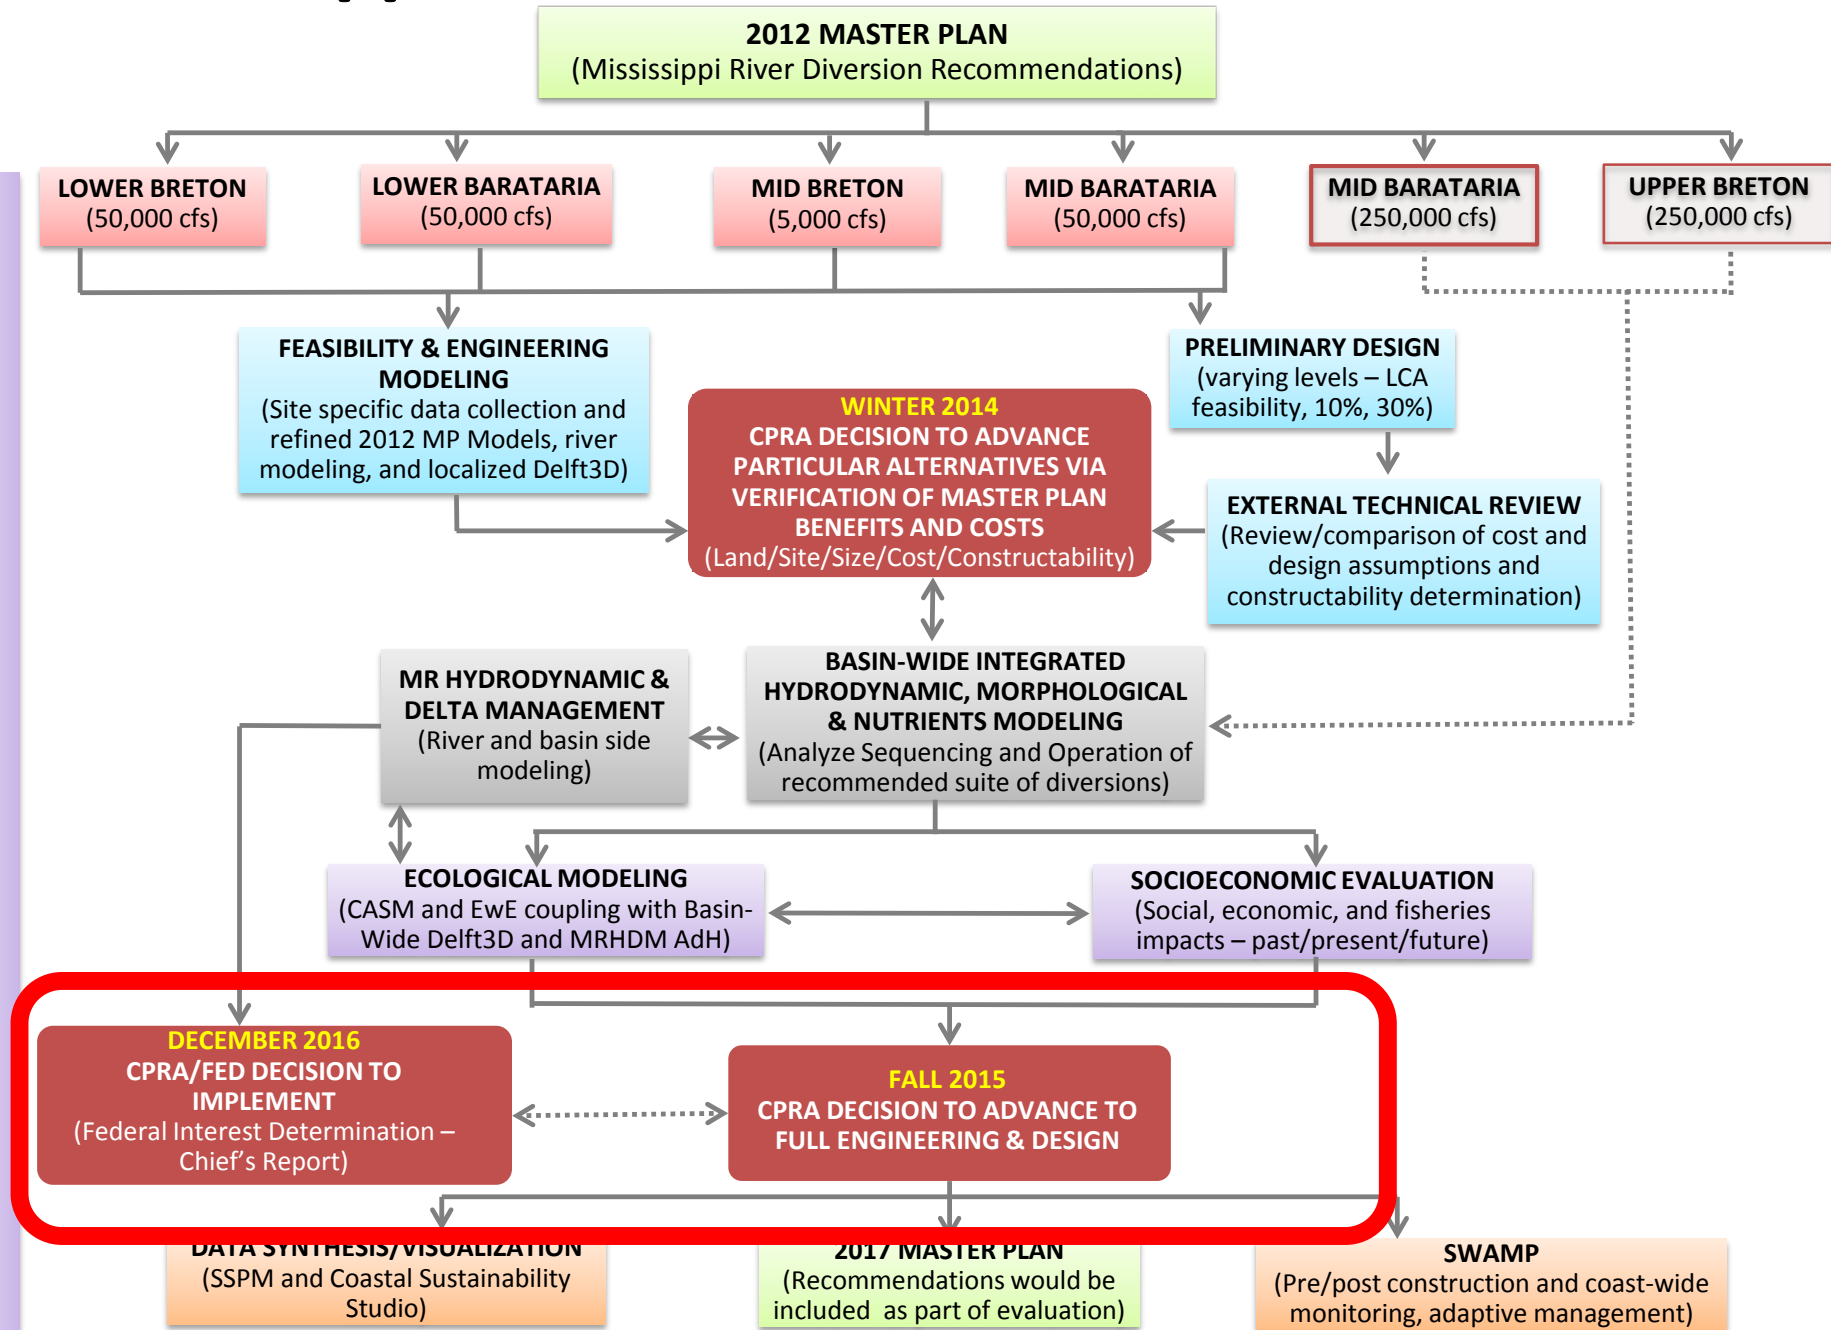 2012 MASTER PLAN
(Mississippi River Diversion Recommendations)
LOWER BRETON
(50,000 cfs)
LOWER BARATARIA
(50,000 cfs)
MID BRETON
(5,000 cfs)
MID BARATARIA
(50,000 cfs)
MID BARATARIA
(250,000 cfs)
UPPER BRETON
(250,000 cfs)
FEASIBILITY & ENGINEERING
MODELING
(Site specific data collection and
refined 2012 MP Models, river
modeling, and localized Delft3D)
PRELIMINARY DESIGN
(varying levels – LCA
feasibility, 10%, 30%)
WINTER 2014
CPRA DECISION TO ADVANCE
PARTICULAR ALTERNATIVES VIA
VERIFICATION OF MASTER PLAN
BENEFITS AND COSTS
(Land/Site/Size/Cost/Constructability)
EXTERNAL TECHNICAL REVIEW
(Review/comparison of cost and
design assumptions and
constructability determination)
MR HYDRODYNAMIC &
DELTA MANAGEMENT
(River and basin side
modeling)
BASIN-WIDE INTEGRATED
HYDRODYNAMIC, MORPHOLOGICAL
& NUTRIENTS MODELING
(Analyze Sequencing and Operation of
recommended suite of diversions)
ECOLOGICAL MODELING
(CASM and EwE coupling with Basin-
Wide Delft3D and MRHDM AdH)
SOCIOECONOMIC EVALUATION
(Social, economic, and fisheries
impacts – past/present/future)
DECEMBER 2016
CPRA/FED DECISION TO
IMPLEMENT
(Federal Interest Determination –
Chief's Report)
FALL 2015
CPRA DECISION TO ADVANCE TO
FULL ENGINEERING & DESIGN
DATA SYNTHESIS/VISUALIZATION
(SSPM and Coastal Sustainability
Studio)
2017 MASTER PLAN
(Recommendations would be
included as part of evaluation)
SWAMP
(Pre/post construction and coast-wide
monitoring, adaptive management)